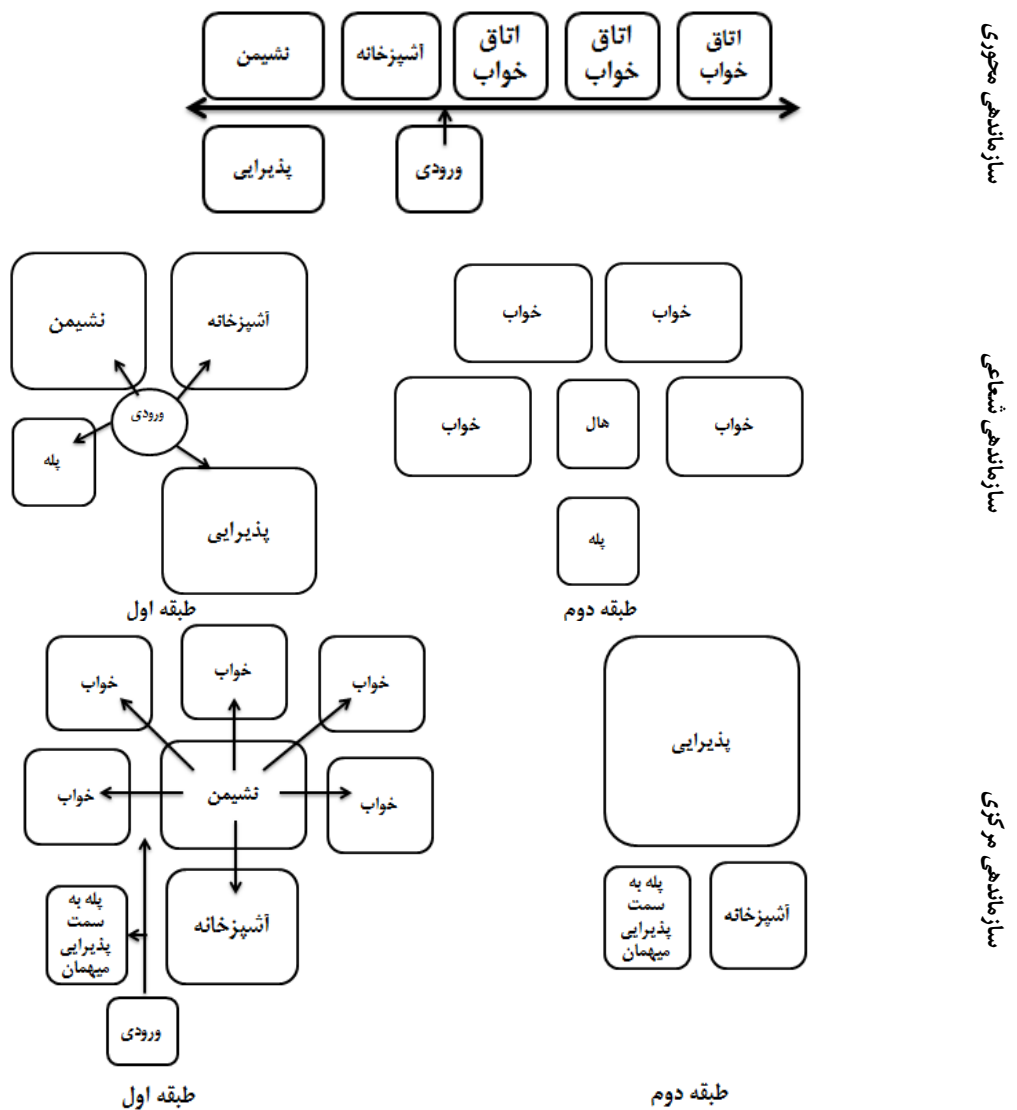 سازماندهی محوری
اتاق
خواب
اتاق
خواب
اتاق
خواب
آشپزخانه
نشیمن
ورودی
پذیرایی
سازماندهی شعاعی
خواب
خواب
خواب
هال
خواب
پله
طبقه دوم
آشپزخانه
نشیمن
ورودی
پله
پذیرایی
طبقه اول
سازماندهی مرکزی
پذیرایی
آشپزخانه
پله به
سمت
پذیرایی
میهمان
طبقه دوم
خواب
خواب
خواب
خواب
نشیمن
خواب
آشپزخانه
پله به
سمت
پذیرایی
میهمان
ورودی
طبقه اول